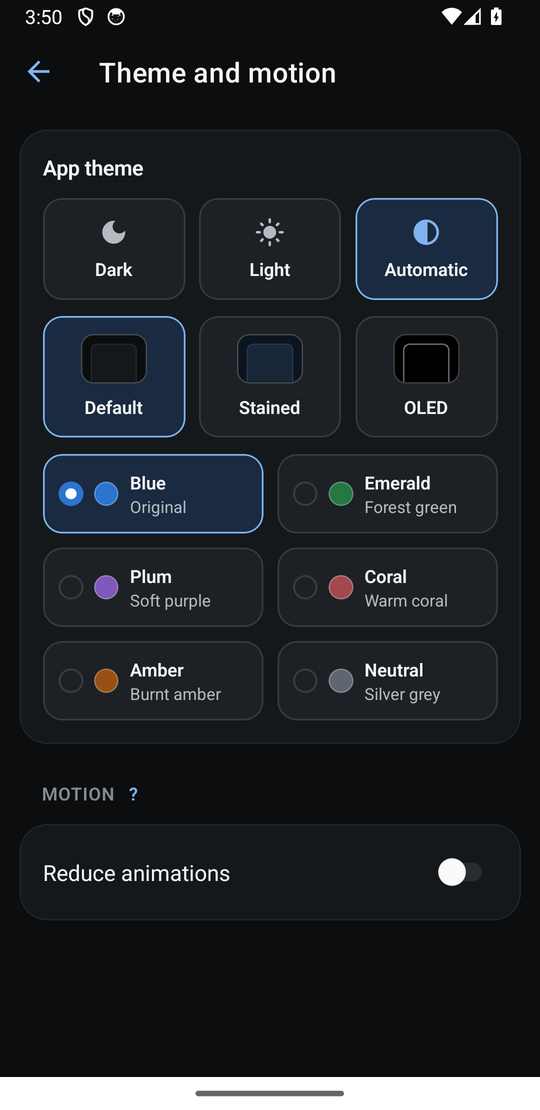 3:50
Theme and motion
App theme
Dark
Light
Automatic
Default
Stained
OLED
Blue
Original
Emerald
Forest green
Plum
Soft purple
Coral
Warm coral
Amber
Burnt amber
Neutral
Silver grey
MOTION ?
Reduce animations